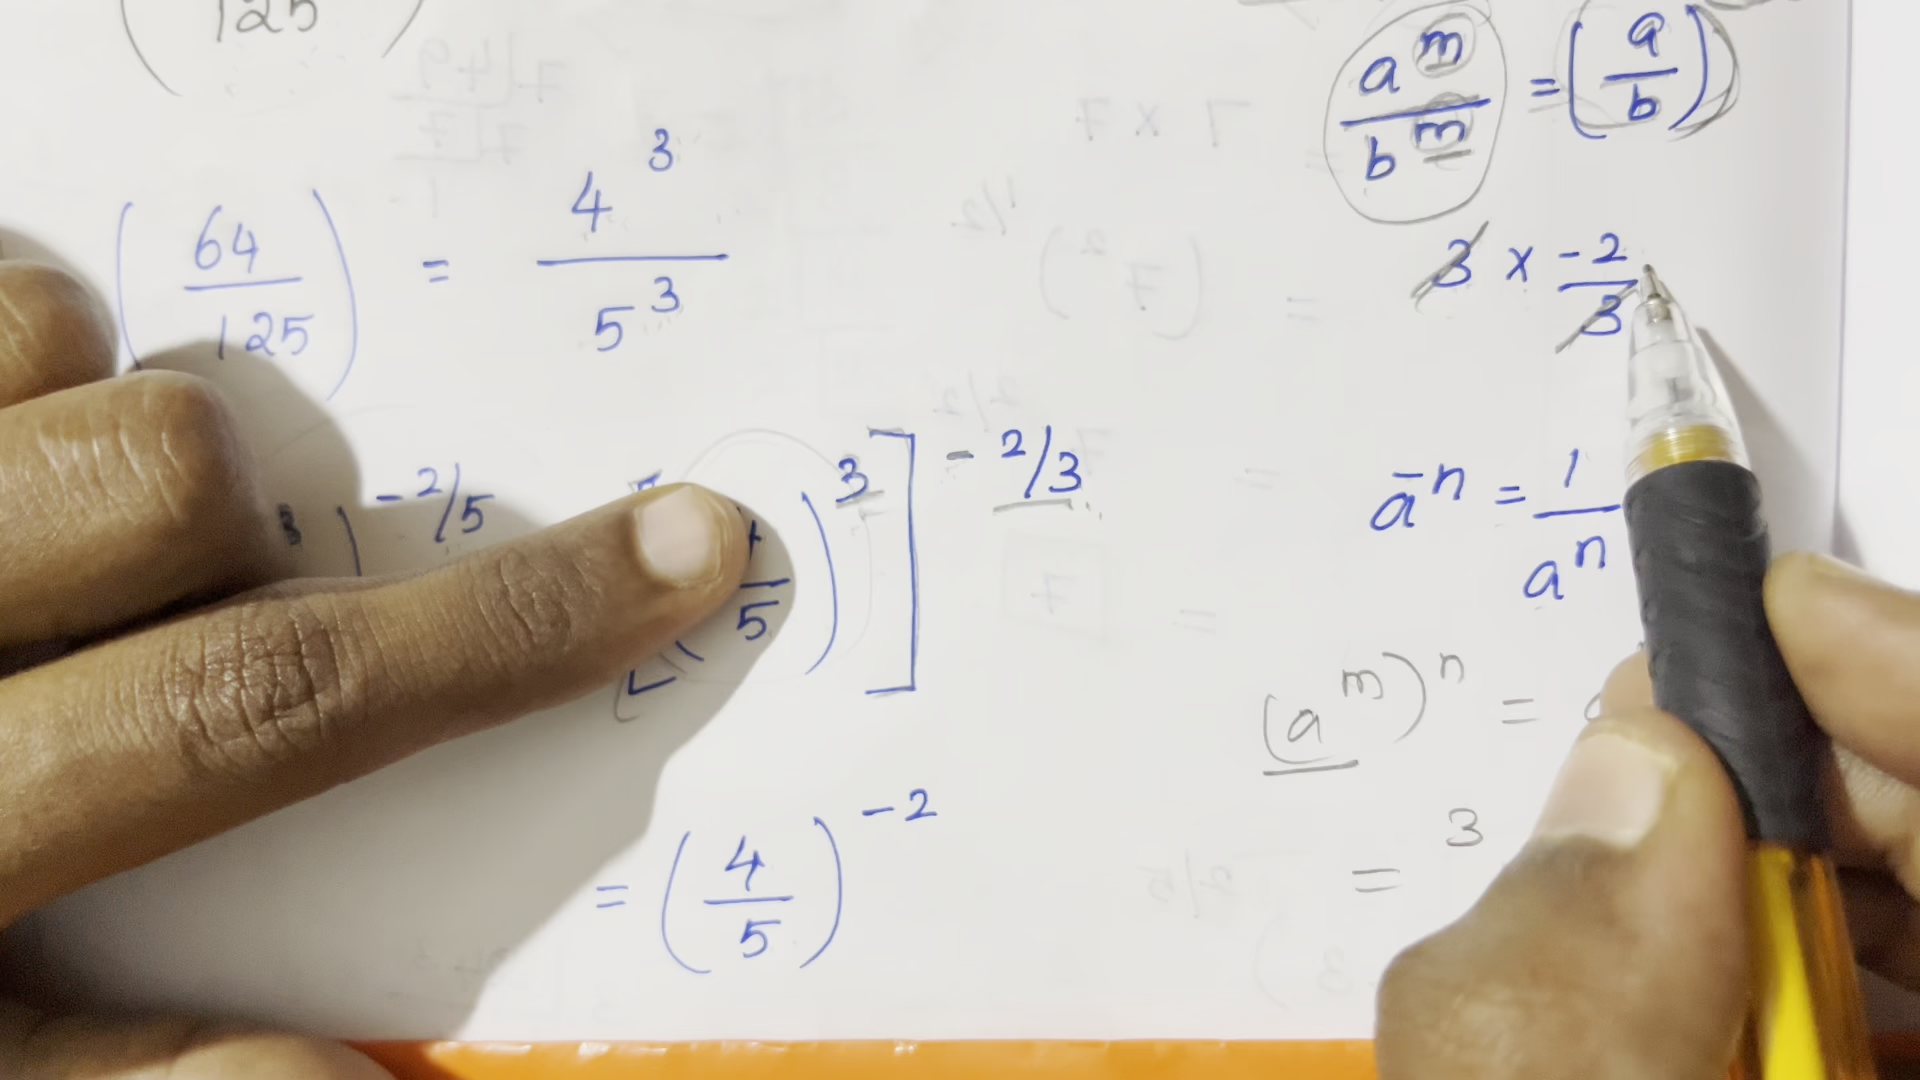 125
a^m / b^m = (a/b)
(64/125) = 4^3 / 5^3
3 × -2/3
-2/5
5)^3]^-2/3
a^-n = 1/a^n
(a^m)^n =
= 3
= (4/5)^-2